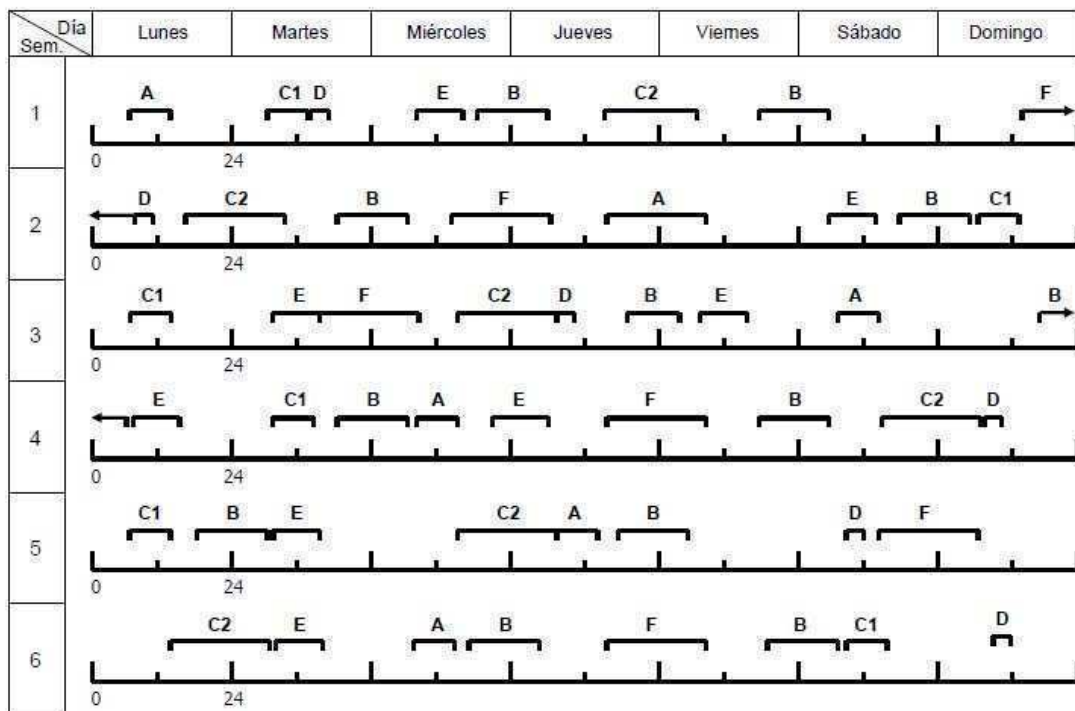 Día
Sem. Lunes Martes Miércoles Jueves Viernes Sábado Domingo
1 A C1 D E B C2 B F
0 24
2 D C2 B F A E B C1
0 24
3 C1 E F C2 D B E A B
0 24
4 E C1 B A E F B C2 D
0 24
5 C1 B E C2 A B D F
0 24
6 C2 E A B F B C1 D
0 24